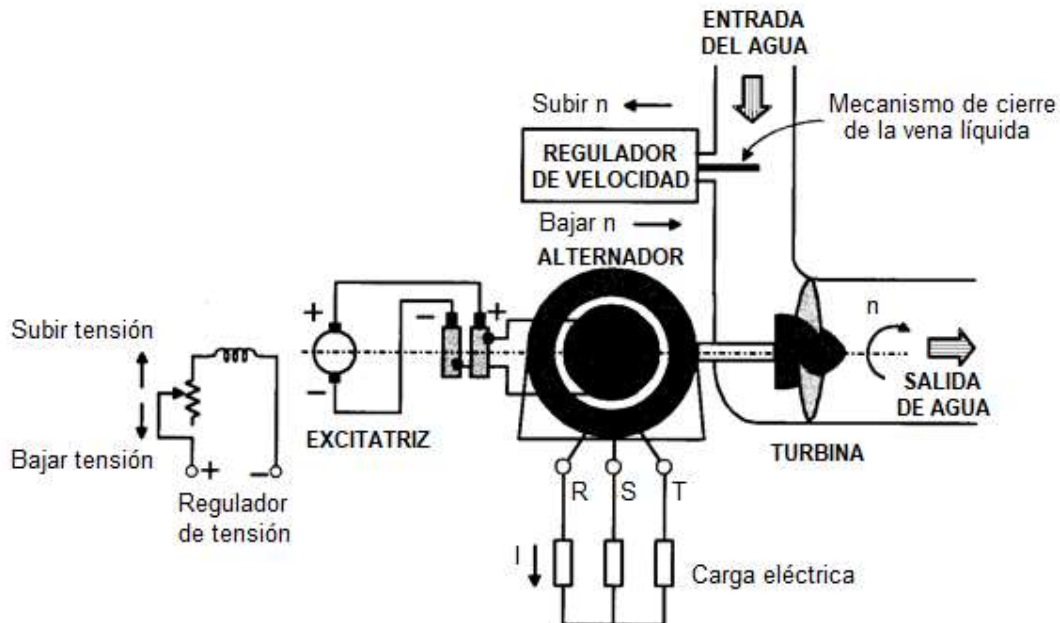 ENTRADA
DEL AGUA
Subir n
Mecanismo de cierre
de la vena líquida
REGULADOR
DE VELOCIDAD
Bajar n
ALTERNADOR
+
-
+
n
Subir tensión
-
SALIDA
DE AGUA
EXCITATRIZ
TURBINA
Bajar tensión
+
-
R S T
Regulador
de tensión
I
Carga eléctrica